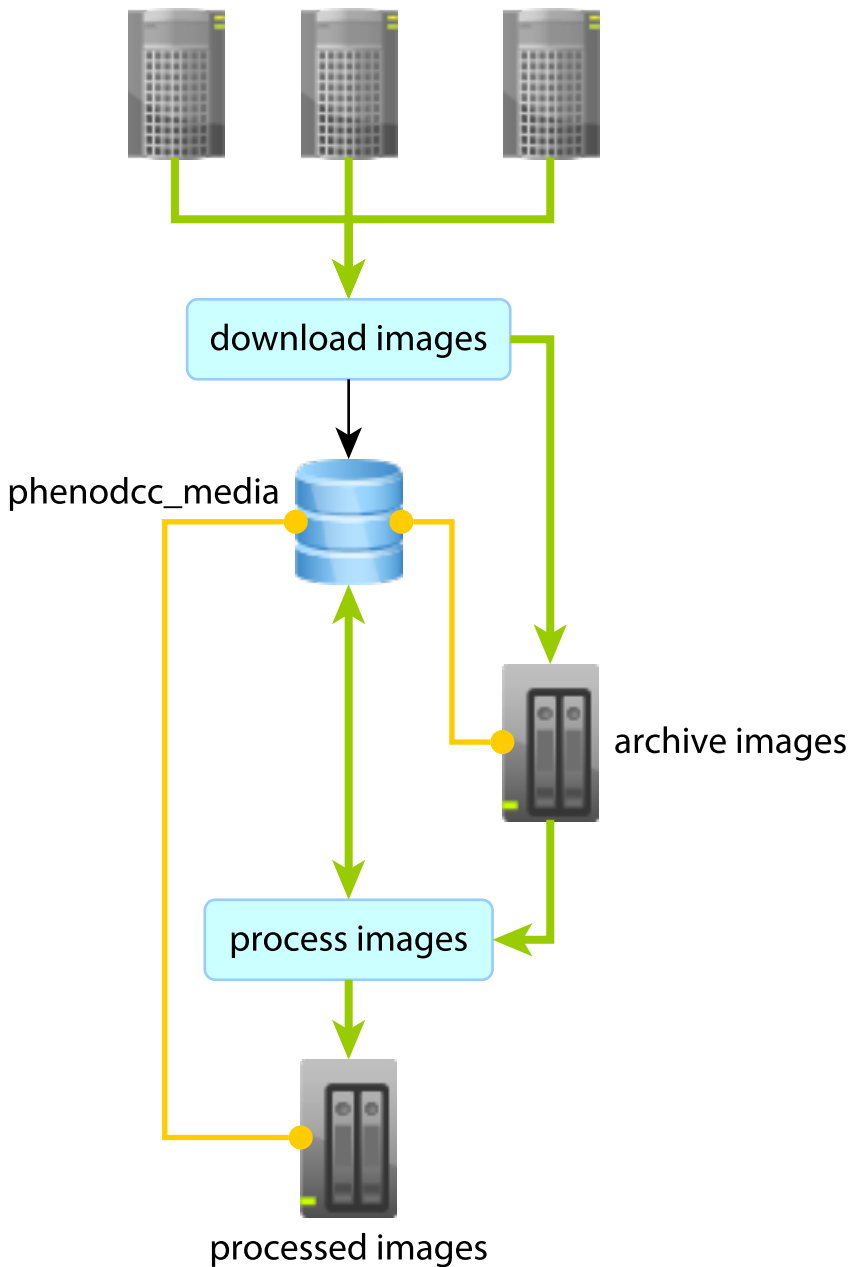 download images
phenodcc_media
archive images
process images
processed images